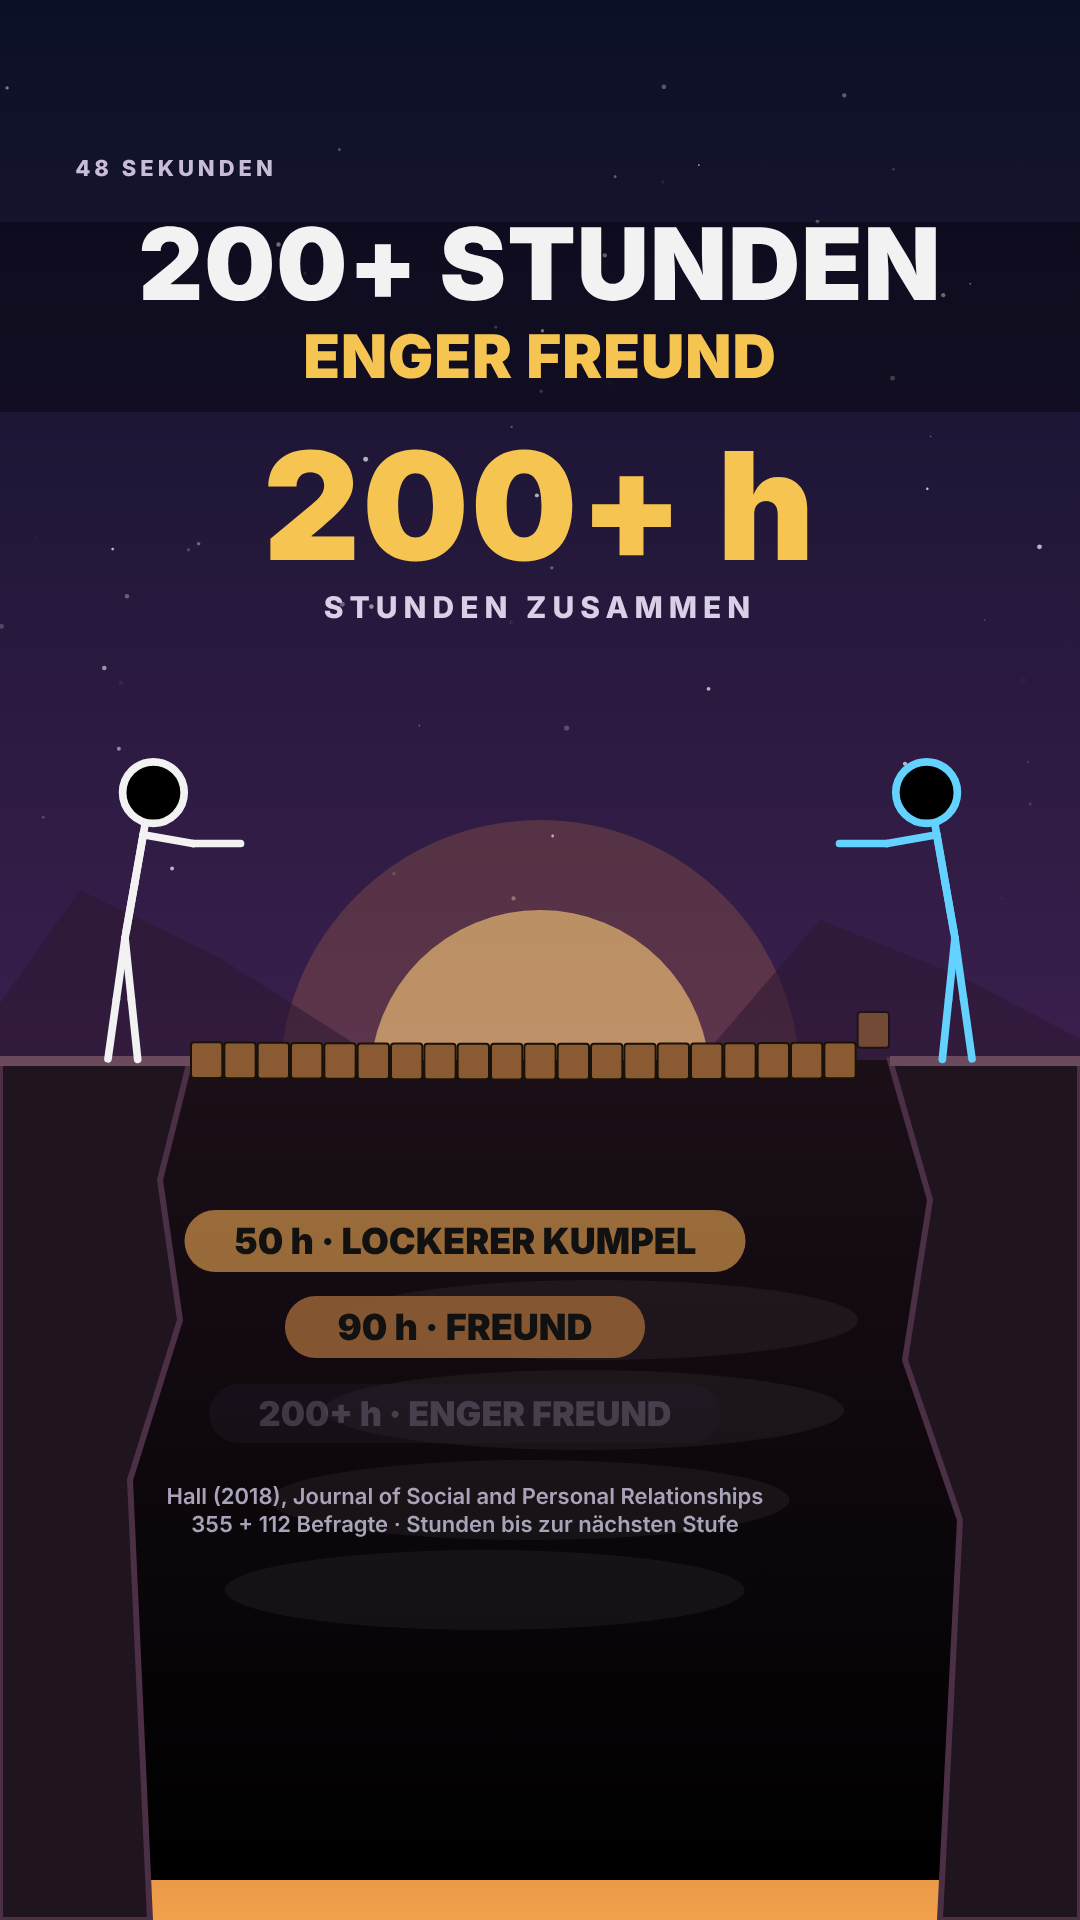 48 SEKUNDEN
200+ STUNDEN
ENGER FREUND
200+ h
STUNDEN ZUSAMMEN
50 h · LOCKERER KUMPEL
90 h · FREUND
200+ h · ENGER FREUND
Hall (2018), Journal of Social and Personal Relationships
355 + 112 Befragte · Stunden bis zur nächsten Stufe